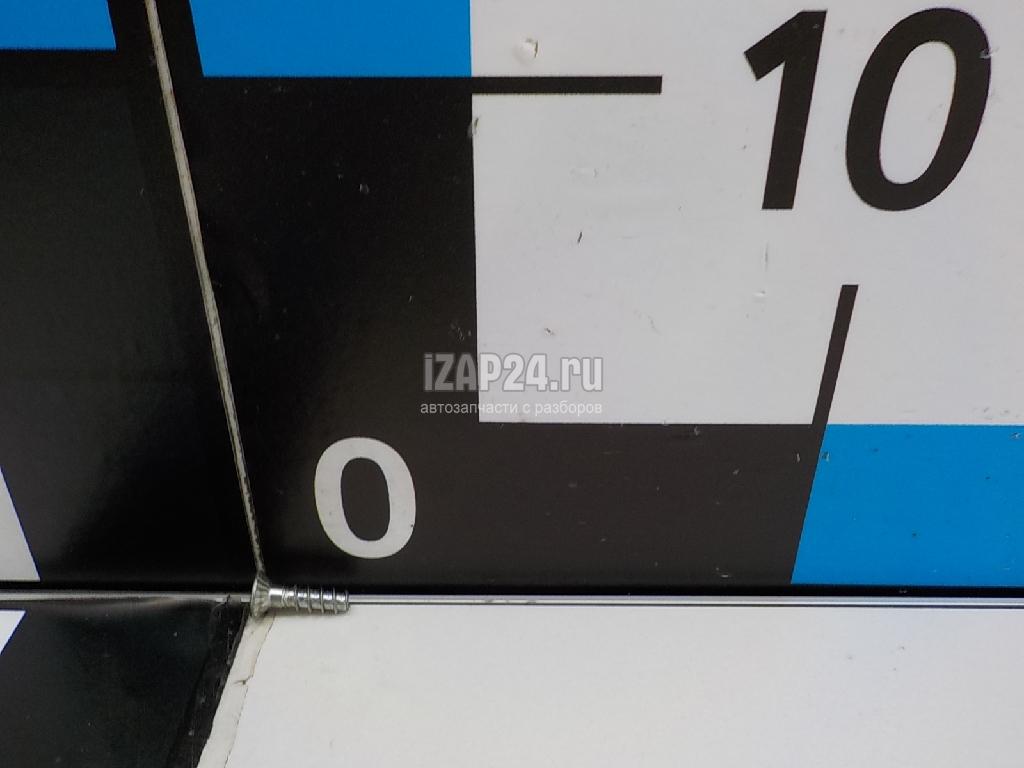 10
iZAP24.ru
автозапчасти с разборов
0